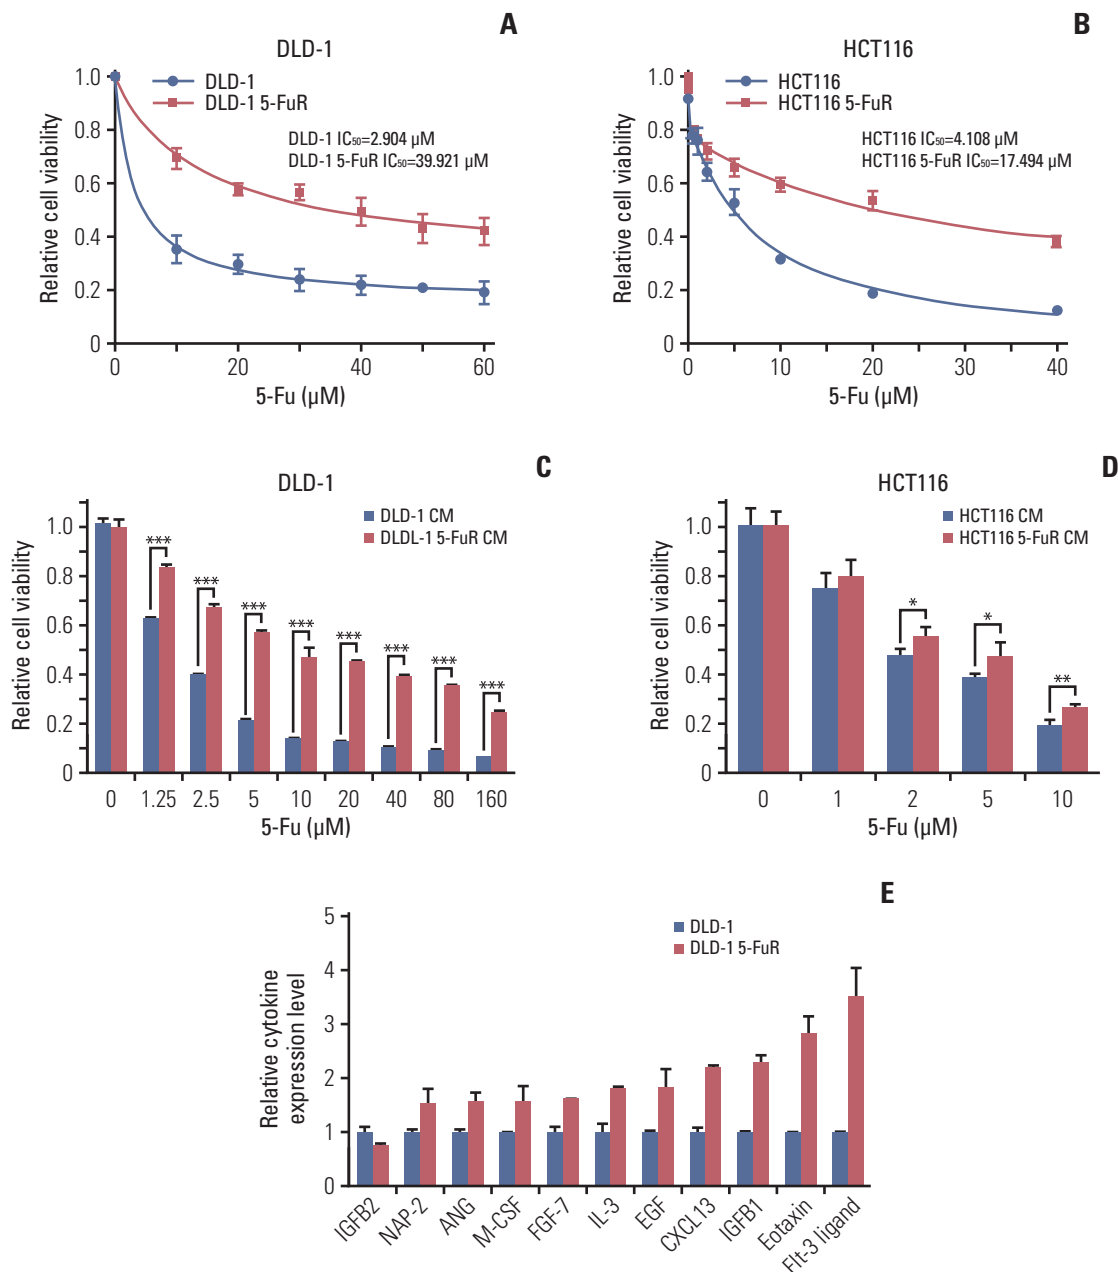 A
DLD-1
DLD-1
DLD-1 5-FuR
DLD-1 IC50=2.904 µM
DLD-1 5-FuR IC50=39.921 µM
Relative cell viability
1.0
0.8
0.6
0.4
0.2
0
0
20
40
60
5-Fu (µM)
B
HCT116
HCT116
HCT116 5-FuR
HCT116 IC50=4.108 µM
HCT116 5-FuR IC50=17.494 µM
Relative cell viability
1.0
0.8
0.6
0.4
0.2
0
0
10
20
30
40
5-Fu (µM)
C
DLD-1
DLD-1 CM
DLDL-1 5-FuR CM
Relative cell viability
1.0
0.8
0.6
0.4
0.2
0
***
***
***
***
***
***
***
***
0
1.25
2.5
5
10
20
40
80
160
5-Fu (µM)
D
HCT116
HCT116 CM
HCT116 5-FuR CM
Relative cell viability
1.0
0.8
0.6
0.4
0.2
0
*
*
**
0
1
2
5
10
5-Fu (µM)
E
DLD-1
DLD-1 5-FuR
Relative cytokine
expression level
5
4
3
2
1
0
IGFB2
NAP-2
ANG
M-CSF
FGF-7
IL-3
EGF
CXCL13
IGFB1
Eotaxin
Flt-3 ligand